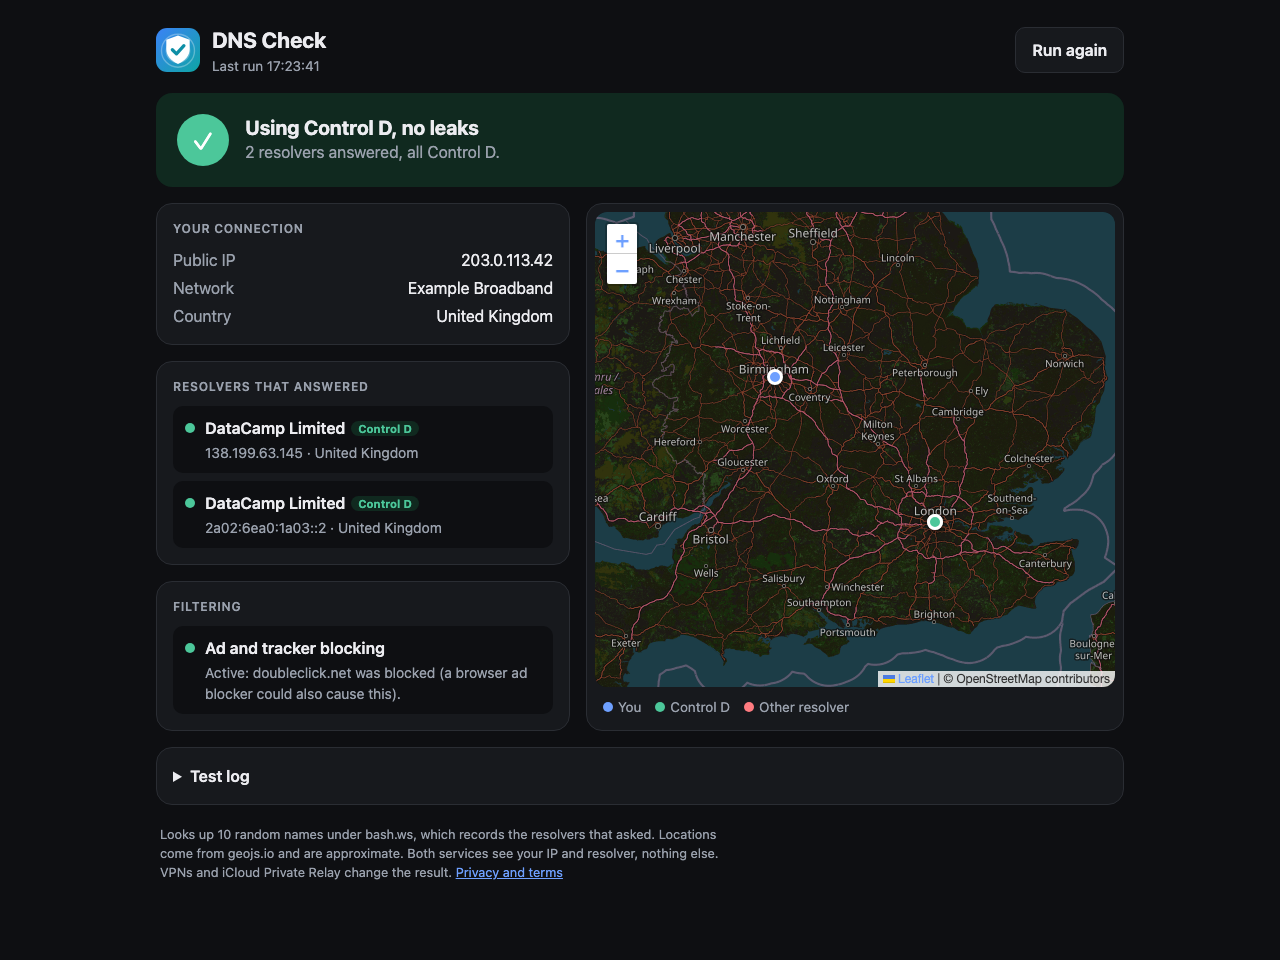 DNS Check
Last run 17:23:41
Run again
Using Control D, no leaks
2 resolvers answered, all Control D.
YOUR CONNECTION
Public IP 203.0.113.42
Network Example Broadband
Country United Kingdom
RESOLVERS THAT ANSWERED
DataCamp Limited Control D
138.199.63.145 · United Kingdom
DataCamp Limited Control D
2a02:6ea0:1a03::2 · United Kingdom
FILTERING
Ad and tracker blocking
Active: doubleclick.net was blocked (a browser ad
blocker could also cause this).
+
−
Manchester
Sheffield
Liverpool
Lincoln
aph
Chester
Wrexham
Stoke-on-
Trent
Nottingham
Lichfield
Leicester
Norwich
Birmingham
Peterborough
nru /
ales
Coventry
Ely
Cambridge
Worcester
Milton
Keynes
Hereford
Gloucester
Colchester
Oxford
St Albans
sea
Southend-
on-Sea
Cardiff
London
Bristol
Canterbury
Wells
Salisbury
Winchester
Ca
Southampton
Brighton
Portsmouth
Exeter
Boulogne
sur-Mer
Leaflet | © OpenStreetMap contributors
You Control D Other resolver
Test log
Looks up 10 random names under bash.ws, which records the resolvers that asked. Locations
come from geojs.io and are approximate. Both services see your IP and resolver, nothing else.
VPNs and iCloud Private Relay change the result. Privacy and terms